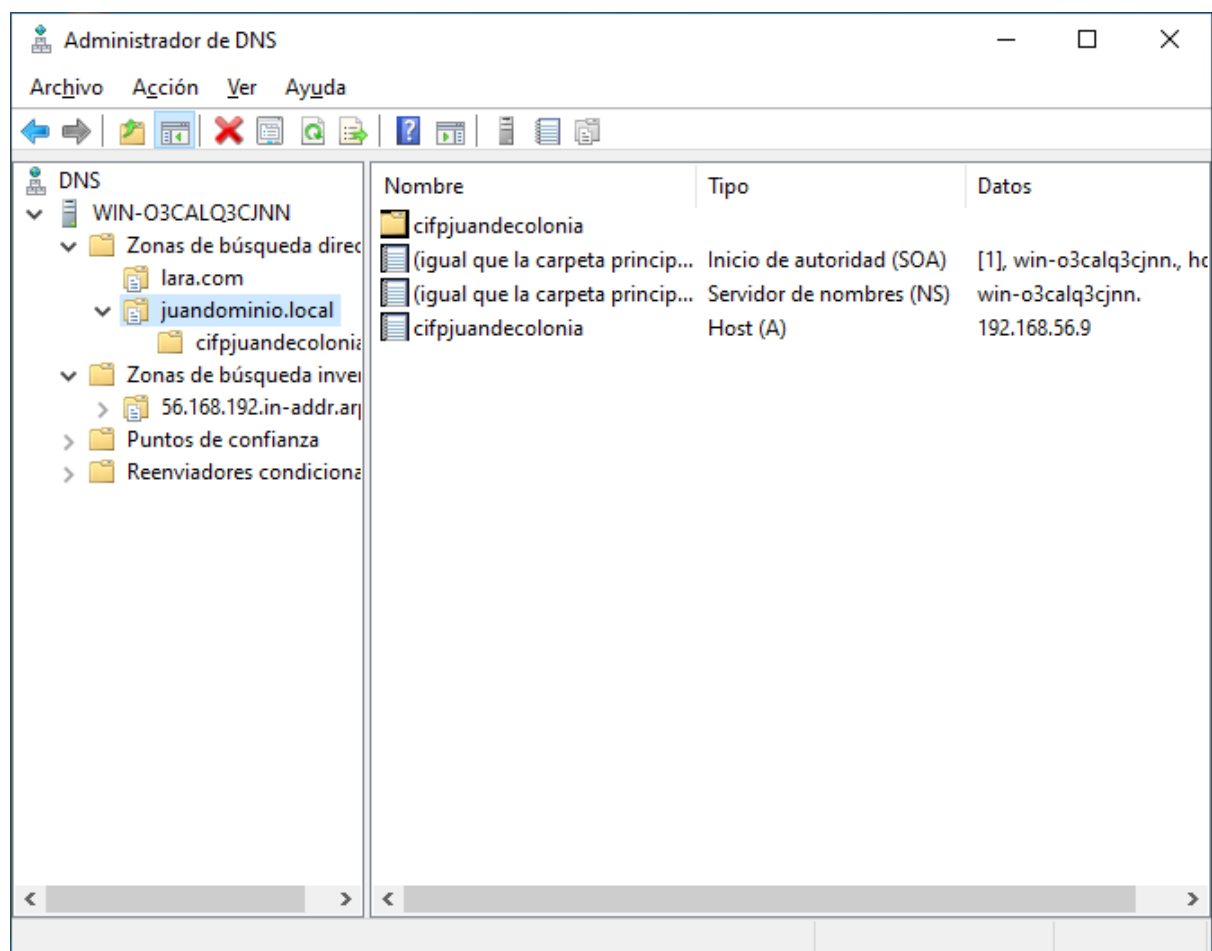 Administrador de DNS
Archivo Acción Ver Ayuda
DNS
WIN-O3CALQ3CJNN
Zonas de búsqueda direc
lara.com
juandominio.local
cifpjuandecolonia
Zonas de búsqueda inver
56.168.192.in-addr.arp
Puntos de confianza
Reenviadores condiciona
Nombre Tipo Datos
cifpjuandecolonia
(igual que la carpeta princip... Inicio de autoridad (SOA) [1], win-o3calq3cjnn., ho
(igual que la carpeta princip... Servidor de nombres (NS) win-o3calq3cjnn.
cifpjuandecolonia Host (A) 192.168.56.9